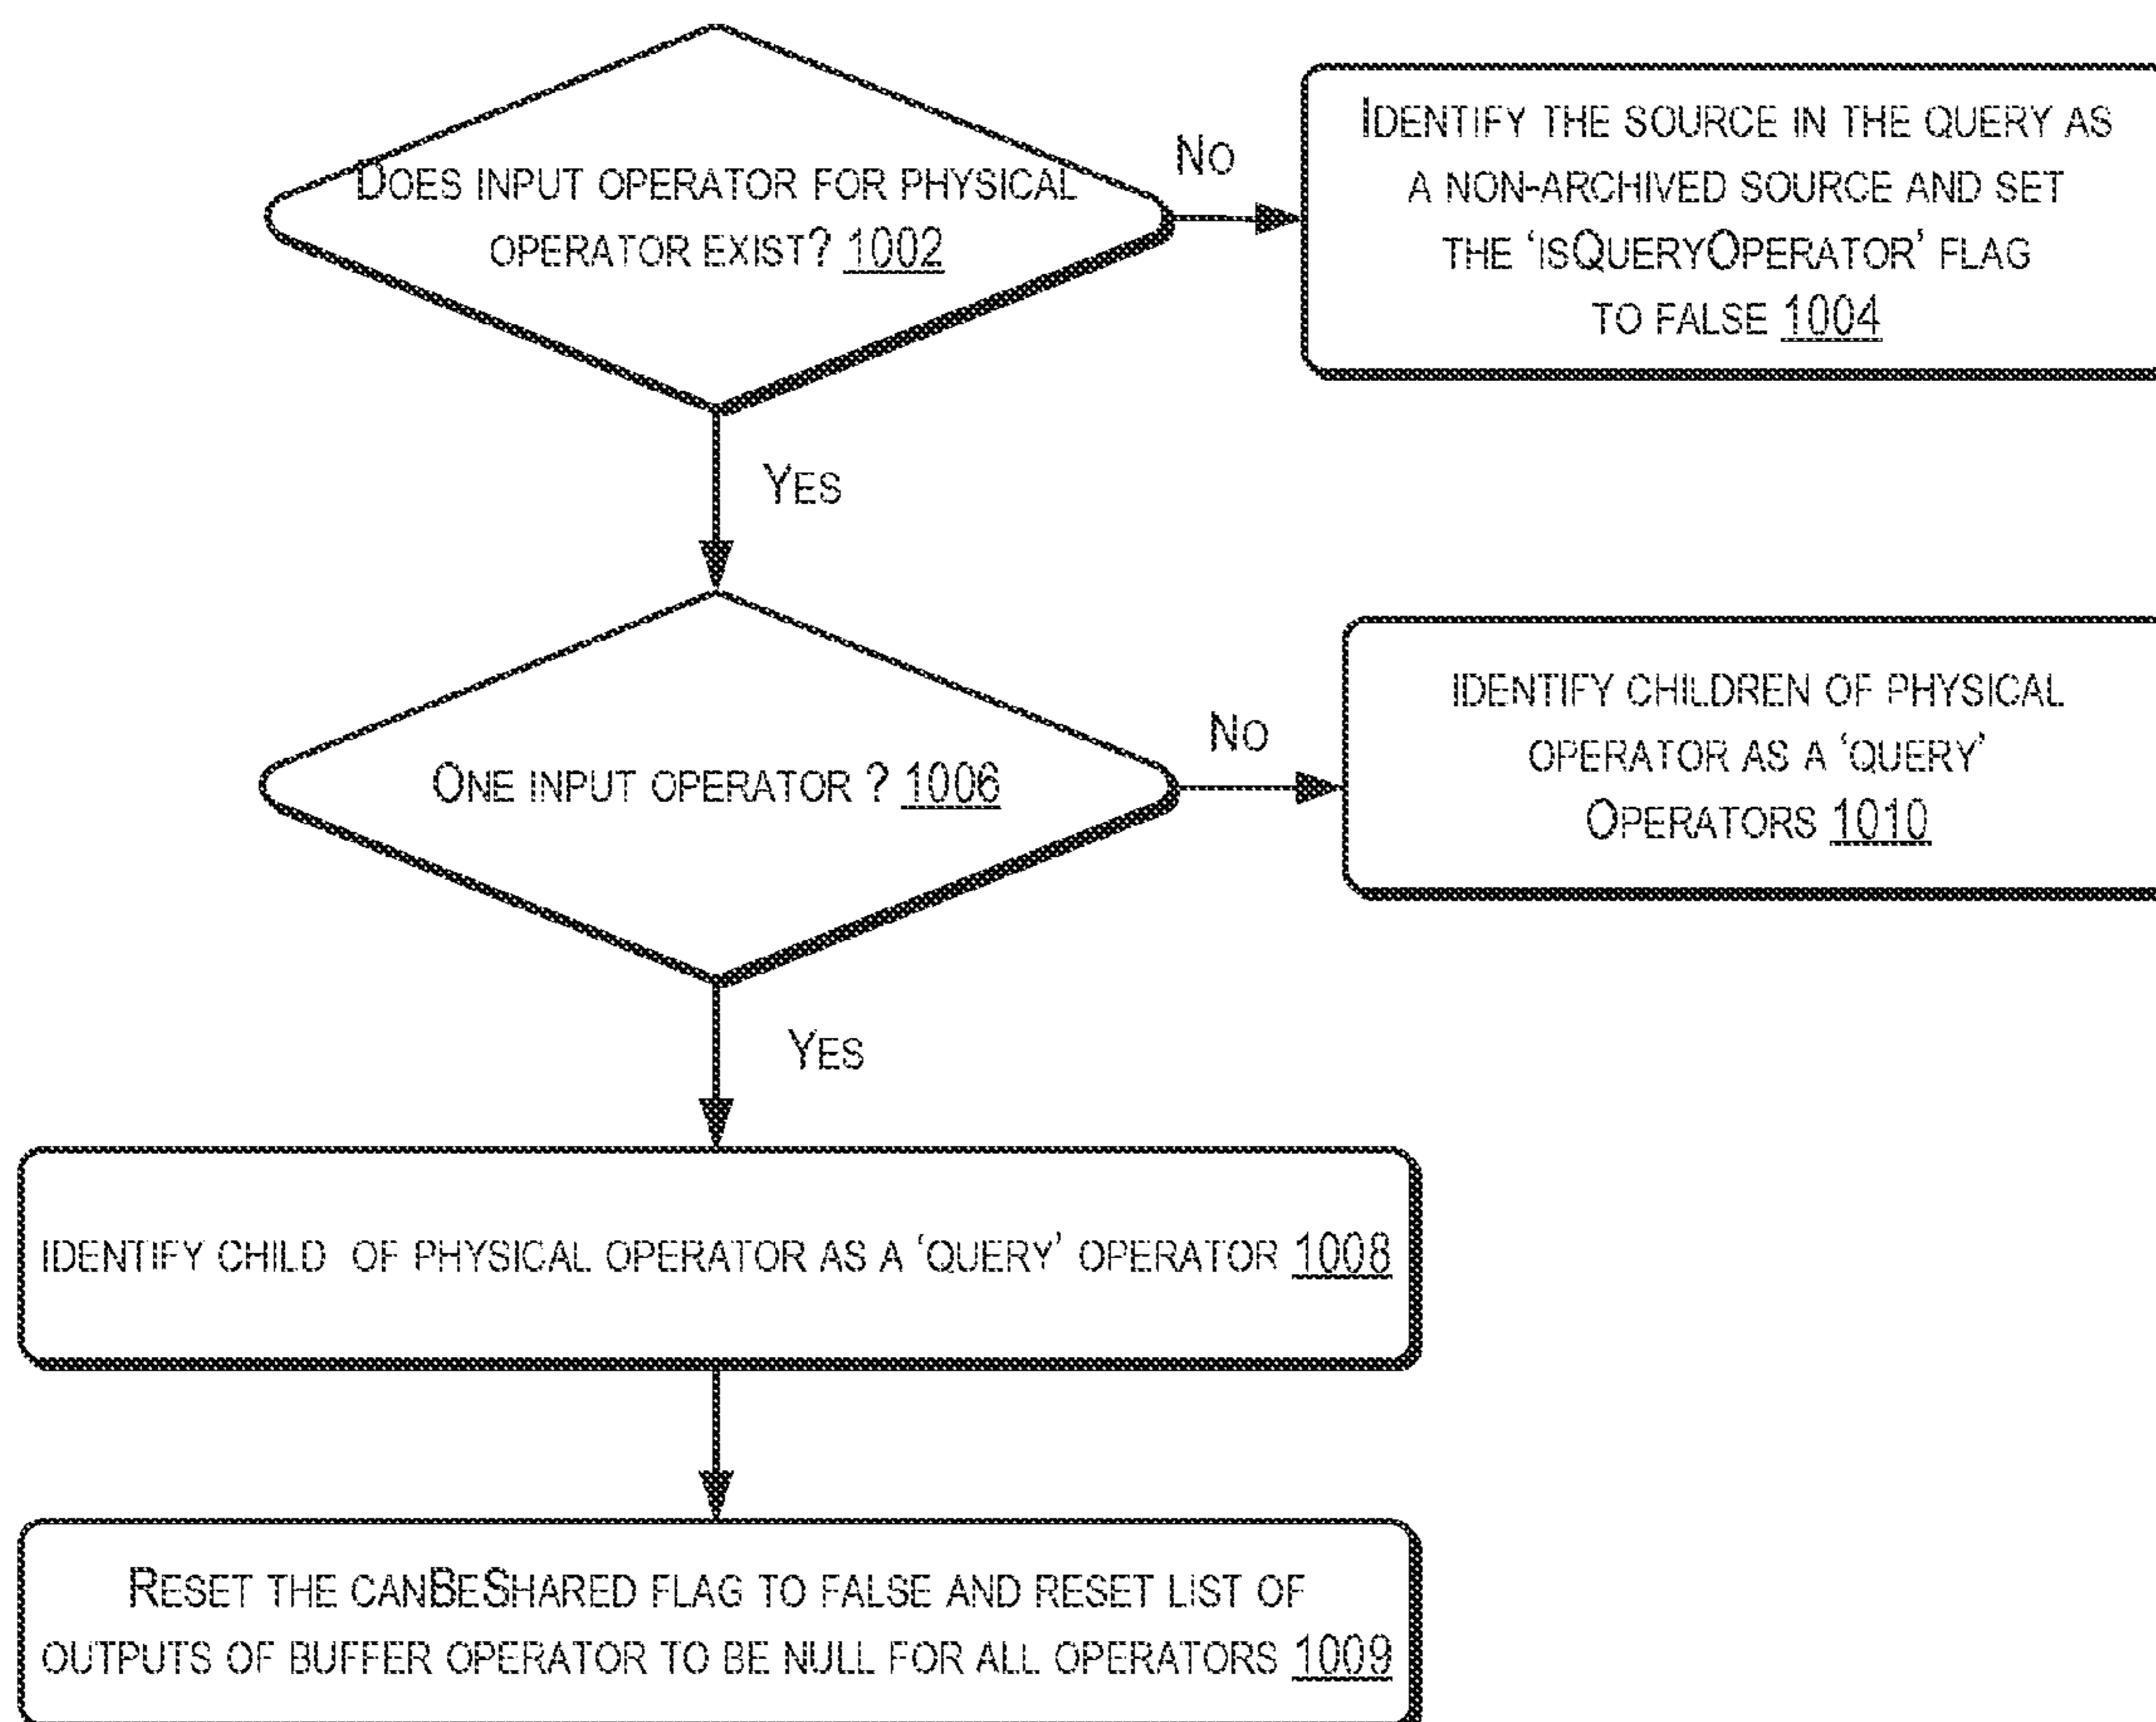 DOES INPUT OPERATOR FOR PHYSICAL
OPERATOR EXIST? 1002
NO
IDENTIFY THE SOURCE IN THE QUERY AS
A NON-ARCHIVED SOURCE AND SET
THE ‘ISQUERYOPERATOR’ FLAG
TO FALSE 1004
YES
ONE INPUT OPERATOR ? 1006
NO
IDENTIFY CHILDREN OF PHYSICAL
OPERATOR AS A ‘QUERY’
OPERATORS 1010
YES
IDENTIFY CHILD OF PHYSICAL OPERATOR AS A ‘QUERY’ OPERATOR 1008
RESET THE CANBESHARED FLAG TO FALSE AND RESET LIST OF
OUTPUTS OF BUFFER OPERATOR TO BE NULL FOR ALL OPERATORS 1009